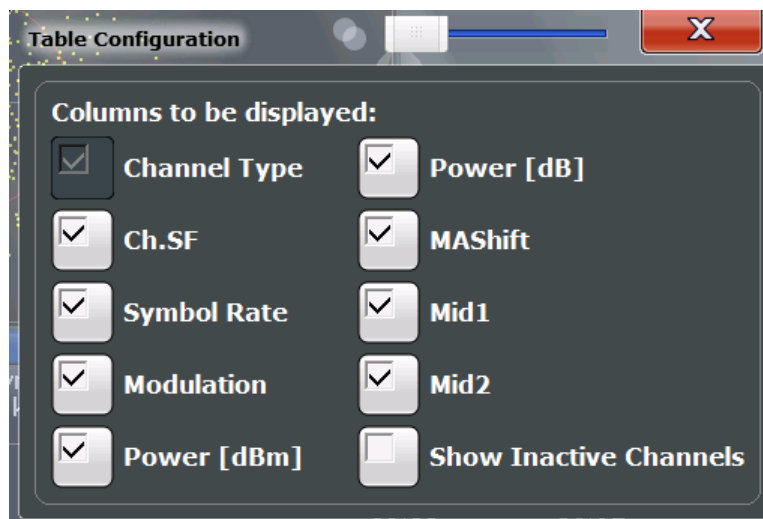 Table Configuration
X
Columns to be displayed:
Channel Type
Power [dB]
Ch.SF
MAShift
Symbol Rate
Mid1
Modulation
Mid2
Power [dBm]
Show Inactive Channels